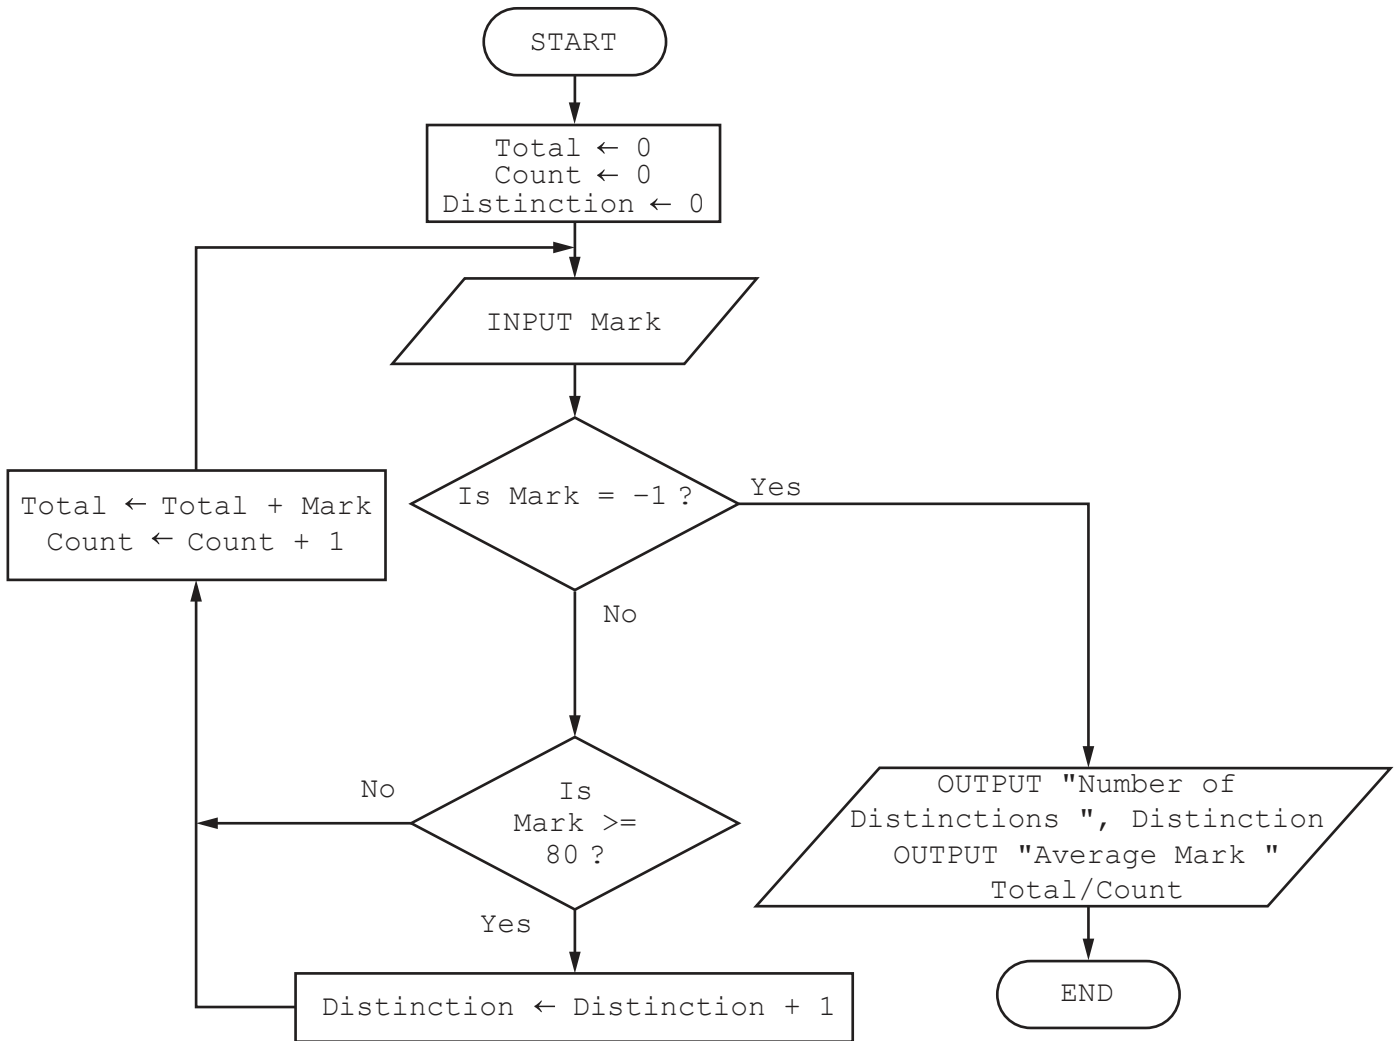 START
Total ← 0
Count ← 0
Distinction ← 0
INPUT Mark
Is Mark = –1 ?
Yes
Total ← Total + Mark
Count ← Count + 1
No
No
Is
Mark >=
80 ?
Yes
OUTPUT "Number of
Distinctions ", Distinction
OUTPUT "Average Mark "
Total/Count
Distinction ← Distinction + 1
END